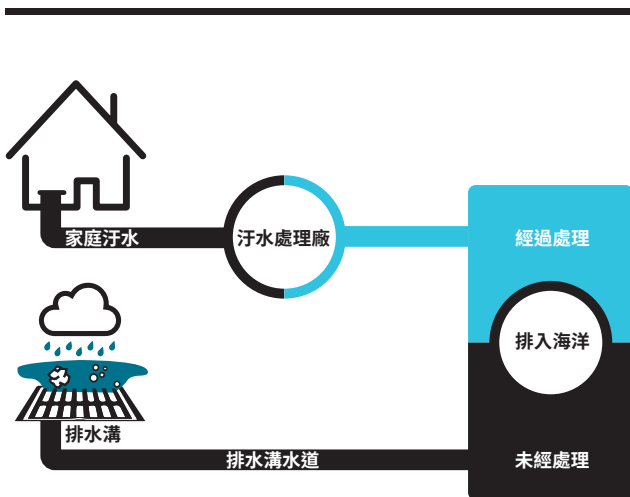 家庭汙水
汙水處理廠
經過處理
排入海洋
排水溝
排水溝水道
未經處理